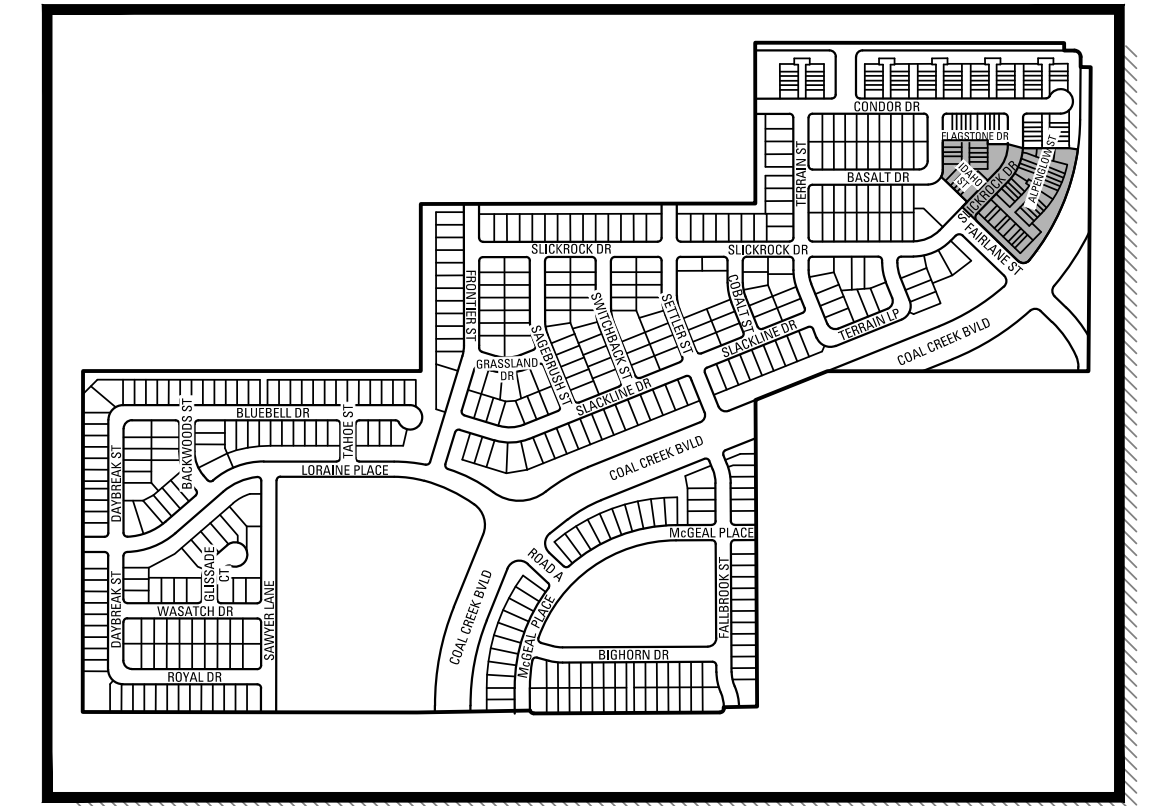 CONDOR DR
FLAGSTONE DR
TERRAIN ST
BASALT DR
IDAHO
ST
SLICKROCK DR
ALPENGLOW ST
S FAIRLANE ST
SLICKROCK DR
SLICKROCK DR
FRONTIER ST
SAGEBRUSH ST
SWITCHBACK ST
SETTLER ST
COBALT ST
SLACKLINE DR
TERRAIN LP
COAL CREEK BVLD
GRASSLAND
DR
SLACKLINE DR
BLUEBELL DR
BACKWOODS ST
TAHOE ST
DAYBREAK ST
LORAINE PLACE
COAL CREEK BVLD
McGEAL PLACE
ROAD A
GLISSADE
CT
DAYBREAK ST
WASATCH DR
SAWYER LANE
COAL CREEK BVLD
McGEAL PLACE
FALLBROOK ST
BIGHORN DR
ROYAL DR